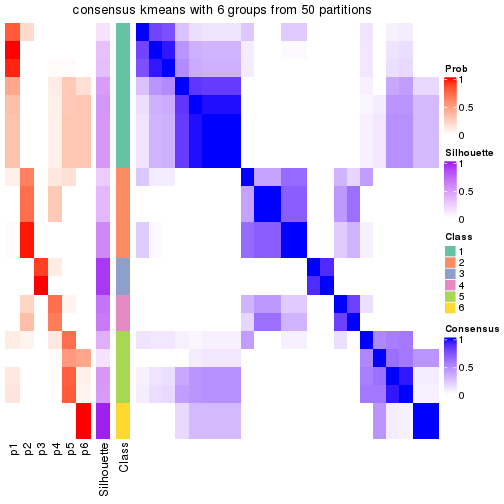 consensus kmeans with 6 groups from 50 partitions
Prob
1
0.5
0
Silhouette
1
0.5
0
Class
1
2
3
4
5
6
Consensus
1
0.5
0
p1
p2
p3
p4
p5
p6
Silhouette
Class